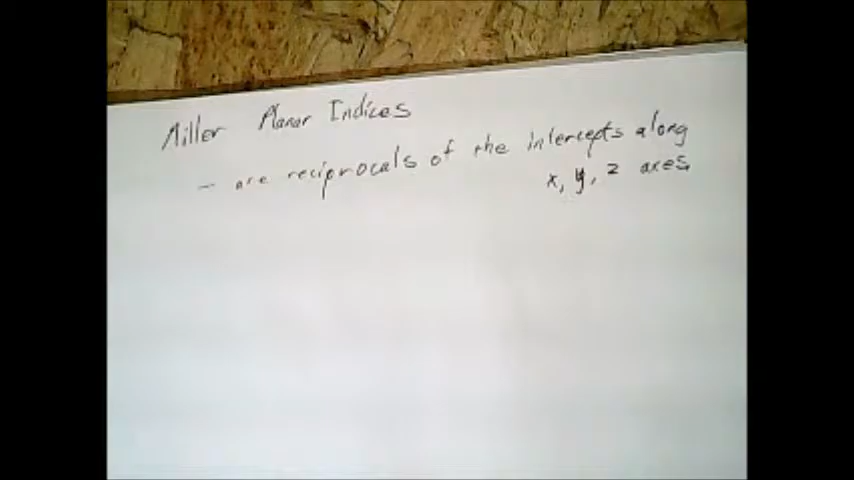 Miller Planar Indices
- are reciprocals of the intercepts along
x, y, z axes